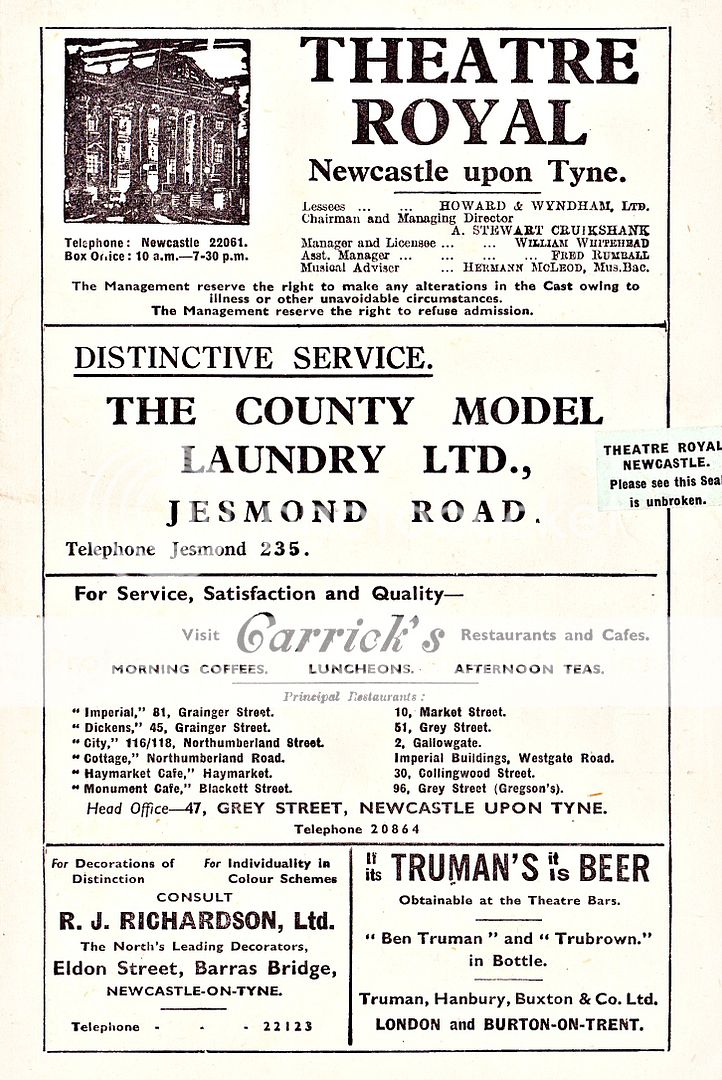 THEATRE
ROYAL
Newcastle upon Tyne.
Telephone: Newcastle 22061.
Box Office: 10 a.m.—7-30 p.m.
Lessees ... ... HOWARD & WYNDHAM, LTD.
Chairman and Managing Director
A. STEWART CRUIKSHANK
Manager and Licensee ... ... WILLIAM WHITEHEAD
Asst. Manager ... ... ... ... FRED RUMBALL
Musical Adviser ... HERMANN McLEOD, Mus.Bac.
The Management reserve the right to make any alterations in the Cast owing to
illness or other unavoidable circumstances.
The Management reserve the right to refuse admission.
DISTINCTIVE SERVICE.
THE COUNTY MODEL
LAUNDRY LTD.,
JESMOND ROAD.
Telephone Jesmond 235.
THEATRE ROYAL
NEWCASTLE.
Please see this Seal
is unbroken.
For Service, Satisfaction and Quality—
Visit Carrick's Restaurants and Cafes.
MORNING COFFEES. LUNCHEONS. AFTERNOON TEAS.
Principal Restaurants :
"Imperial," 81, Grainger Street. 10, Market Street.
"Dickens," 45, Grainger Street. 51, Grey Street.
"City," 116/118, Northumberland Street. 2, Gallowgate.
"Cottage," Northumberland Road. Imperial Buildings, Westgate Road.
"Haymarket Cafe," Haymarket. 30, Collingwood Street.
"Monument Cafe," Blackett Street. 96, Grey Street (Gregson's).
Head Office—47, GREY STREET, NEWCASTLE UPON TYNE.
Telephone 20864
For Decorations of Distinction
For Individuality in Colour Schemes
CONSULT
R. J. RICHARDSON, Ltd.
The North's Leading Decorators,
Eldon Street, Barras Bridge,
NEWCASTLE-ON-TYNE.
Telephone - - - 22123
If its TRUMAN'S it is BEER
Obtainable at the Theatre Bars.
"Ben Truman" and "Trubrown."
in Bottle.
Truman, Hanbury, Buxton & Co. Ltd.
LONDON and BURTON-ON-TRENT.